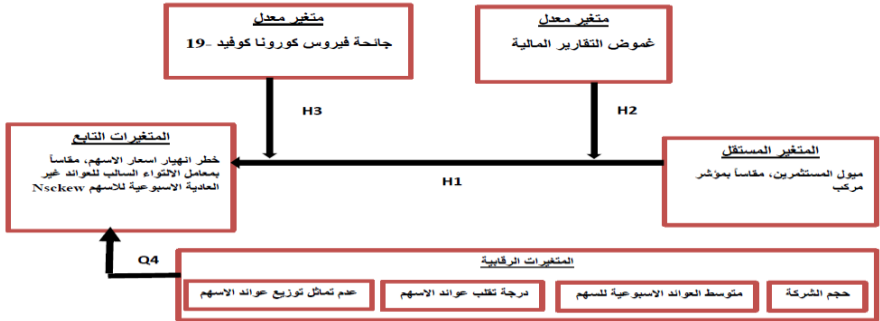 متغير معدل
غموض التقارير المالية
متغير معدل
جائحة فيروس كورونا كوفيد -19
H2
H3
المتغير المستقل
ميول المستثمرين، مقاساً بمؤشر
مركب
H1
المتغيرات التابع
خطر انهيار اسعار الاسهم، مقاساً
بمعامل الالتواء السالب للعوائد غير
العادية الاسبوعية للاسهم Nsckew
Q4
المتغيرات الرقابية
حجم الشركة
متوسط العوائد الاسبوعية للسهم
درجة تقلب عوائد الاسهم
عدم تماثل توزيع عوائد الاسهم